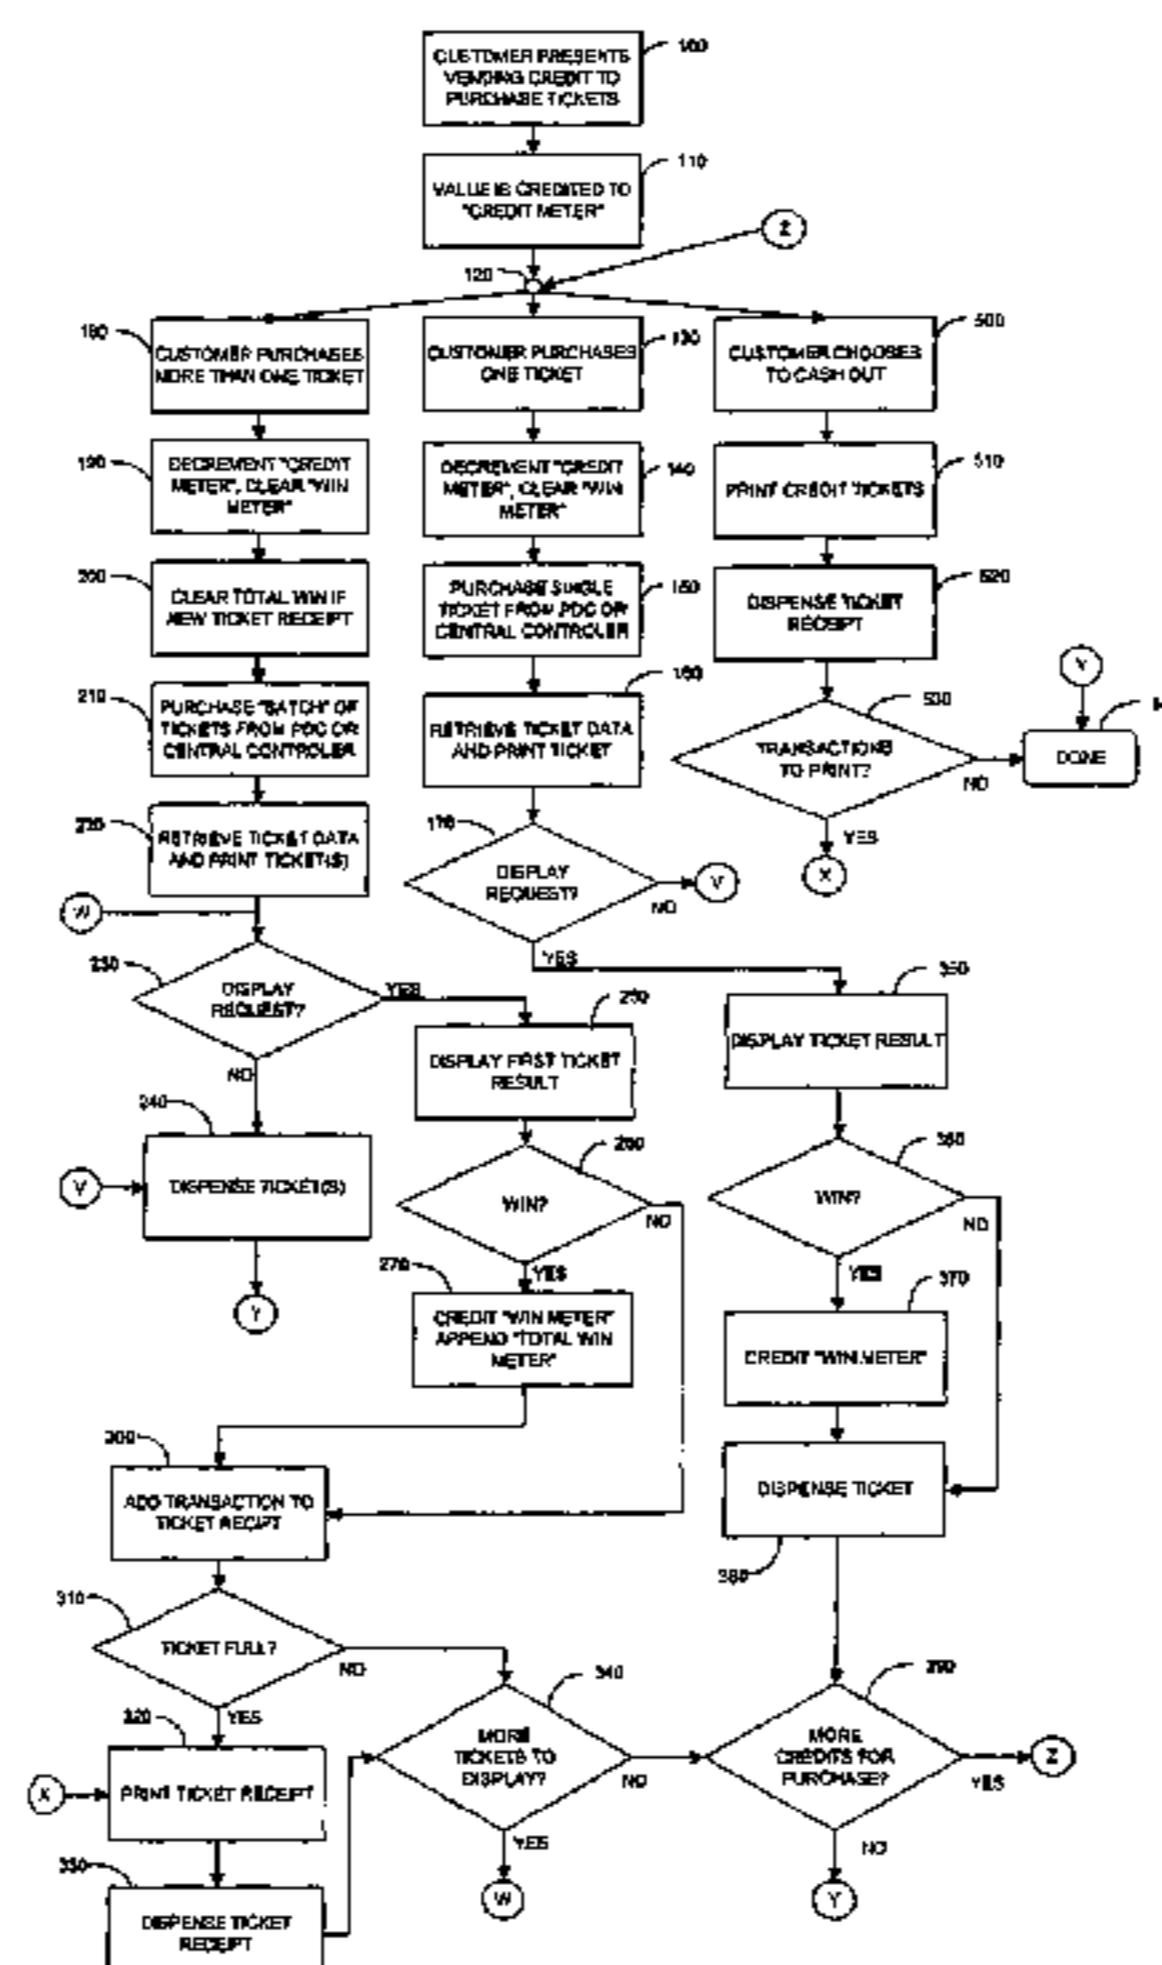 100
CUSTOMER PRESENTS
VENDING CREDIT TO
PURCHASE TICKETS
110
VALUE IS CREDITED TO
"CREDIT METER"
Z
120
180
CUSTOMER PURCHASES
MORE THAN ONE TICKET
130
CUSTOMER PURCHASES
ONE TICKET
500
CUSTOMER CHOOSES
TO CASH OUT
190
DECREMENT "CREDIT
METER", CLEAR "WIN
METER"
140
DECREMENT "CREDIT
METER", CLEAR "WIN
METER"
510
PRINT CREDIT TICKETS
200
CLEAR TOTAL WIN IF
NEW TICKET RECEIPT
150
PURCHASE SINGLE
TICKET FROM POC OR
CENTRAL CONTROLER
520
DISPENSE TICKET
RECEIPT
210
PURCHASE "BATCH" OF
TICKETS FROM POC OR
CENTRAL CONTROLER
160
RETRIEVE TICKET DATA
AND PRINT TICKET
530
TRANSACTIONS
TO PRINT?
NO
YES
X
Y
DONE
220
RETRIEVE TICKET DATA
AND PRINT TICKET(S)
170
DISPLAY
REQUEST?
NO
V
YES
W
230
DISPLAY
REQUEST?
YES
NO
250
DISPLAY FIRST TICKET
RESULT
350
DISPLAY TICKET RESULT
240
DISPENSE TICKET(S)
V
Y
260
WIN?
NO
YES
360
WIN?
NO
YES
270
CREDIT "WIN METER"
APPEND "TOTAL WIN
METER"
370
CREDIT "WIN METER"
300
ADD TRANSACTION TO
TICKET RECIPT
DISPENSE TICKET
380
310
TICKET FULL?
NO
YES
340
MORE
TICKETS TO
DISPLAY?
NO
YES
W
390
MORE
CREDITS FOR
PURCHASE?
YES
Z
NO
Y
320
X
PRINT TICKET RECEIPT
330
DISPENSE TICKET
RECEIPT